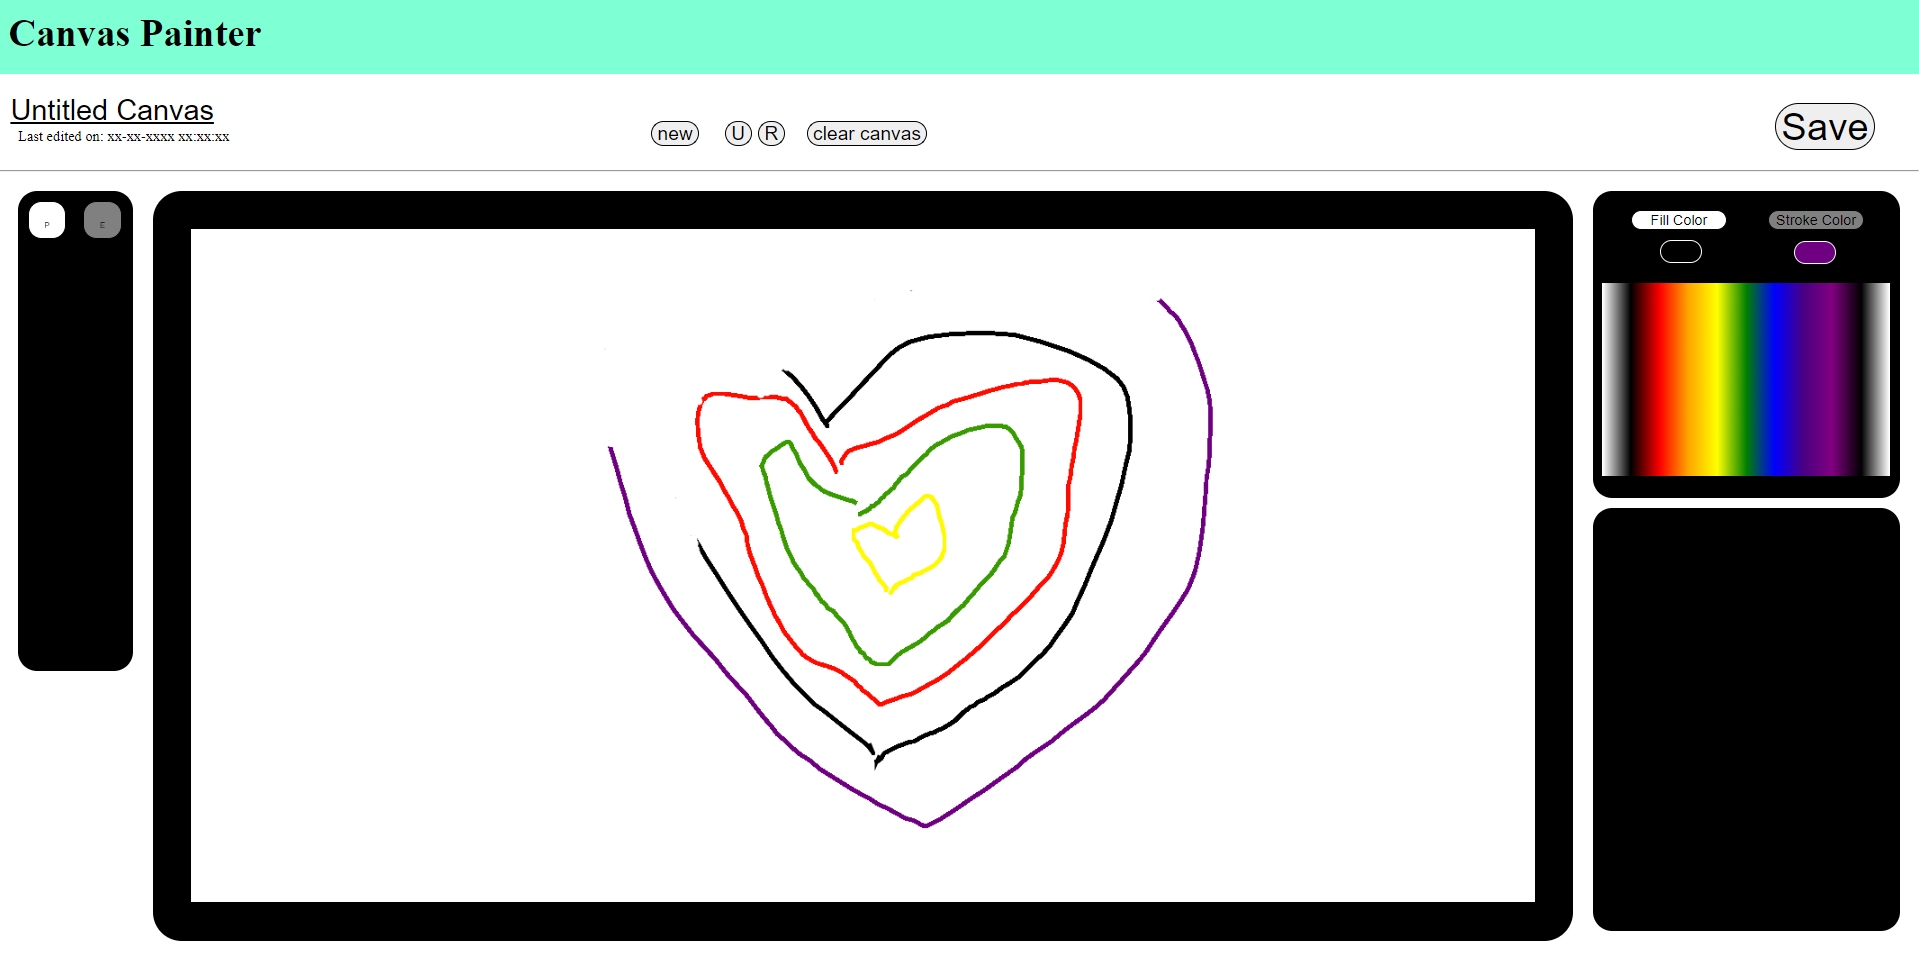 Canvas Painter
Untitled Canvas
Last edited on: xx-xx-xxxx xx:xx:xx
new U R clear canvas
Save
P E
Fill Color Stroke Color